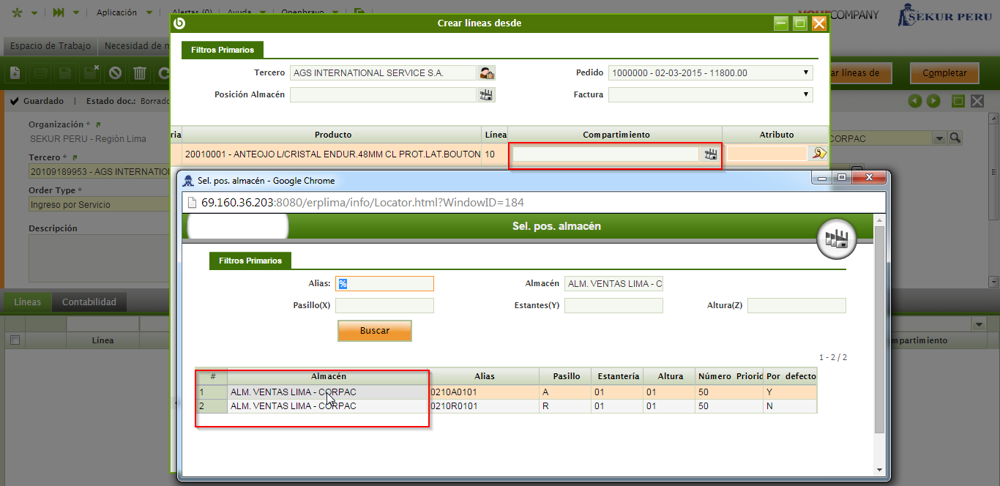 Aplicación
Alertas (0)
Ayuda
Openbravo
COMPANY
SEKUR PERU
Crear líneas desde
Espacio de Trabajo
Necesidad de
Filtros Primarios
Tercero AGS INTERNATIONAL SERVICE S.A. Pedido 1000000 - 02-03-2015 - 11800.00
Posición Almacén Factura
ar líneas de
Completar
Guardado | Estado doc.: Borrado
Organización *
SEKUR PERU - Región Lima
Tercero *
20109189953 - AGS INTERNATIO
Order Type *
Ingreso por Servicio
Descripción
CORPAC
ria Producto Línea Compartimiento Atributo
20010001 - ANTEOJO L/CRISTAL ENDUR.48MM CL PROT.LAT.BOUTON 10
Sel. pos. almacén - Google Chrome
69.160.36.203:8080/erplima/info/Locator.html?WindowID=184
Sel. pos. almacén
Filtros Primarios
Alias: % Almacén ALM. VENTAS LIMA - C
Pasillo(X) Estantes(Y) Altura(Z)
Buscar
1 - 2 / 2
# Almacén Alias Pasillo Estantería Altura Número Priorid Por defecto
1 ALM. VENTAS LIMA - CORPAC 0210A0101 A 01 01 50 Y
2 ALM. VENTAS LIMA - CORPAC 0210R0101 R 01 01 50 N
Líneas
Contabilidad
Línea
mpartimiento